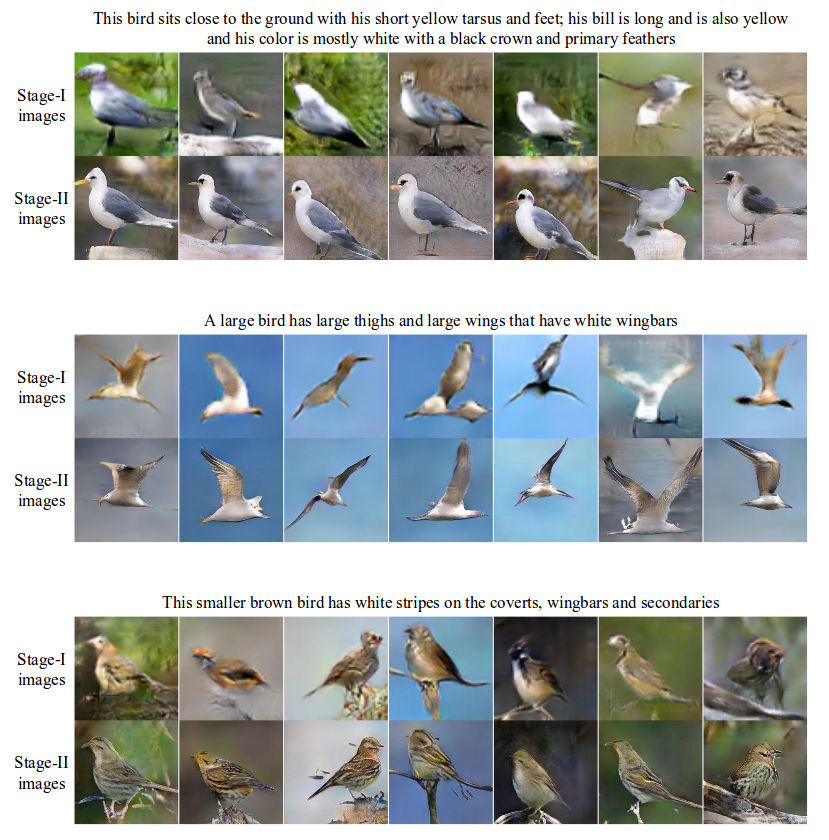 This bird sits close to the ground with his short yellow tarsus and feet; his bill is long and is also yellow
and his color is mostly white with a black crown and primary feathers
Stage-I
images
Stage-II
images
A large bird has large thighs and large wings that have white wingbars
Stage-I
images
Stage-II
images
This smaller brown bird has white stripes on the coverts, wingbars and secondaries
Stage-I
images
Stage-II
images